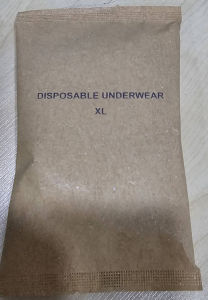 DISPOSABLE UNDERWEAR
XL